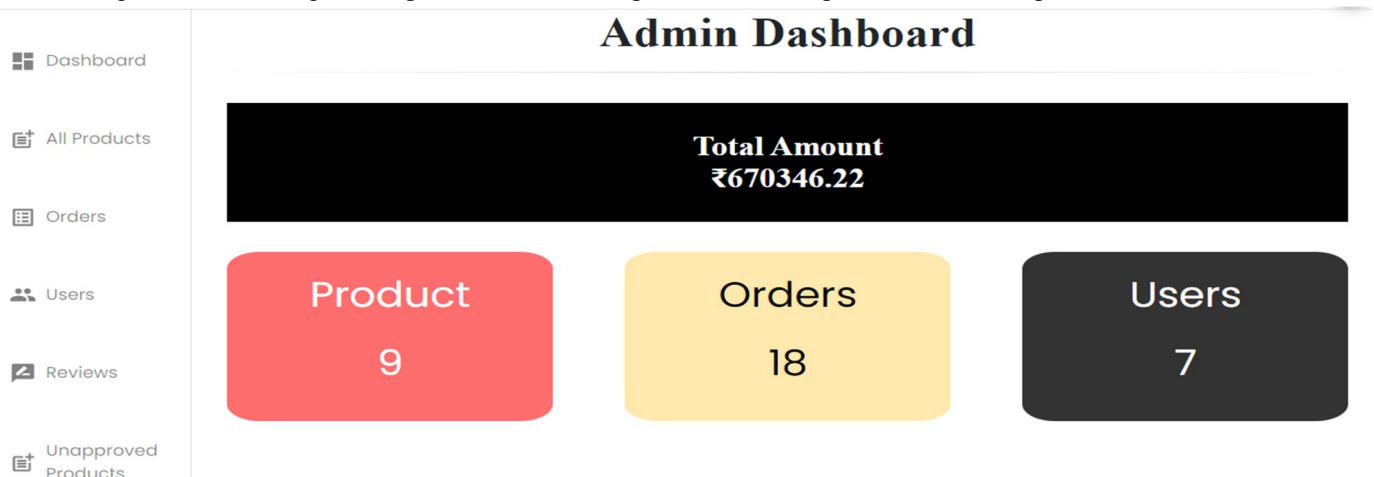 Admin Dashboard
Dashboard
All Products
Orders
Users
Reviews
Unapproved
Products
Total Amount
₹670346.22
Product
9
Orders
18
Users
7